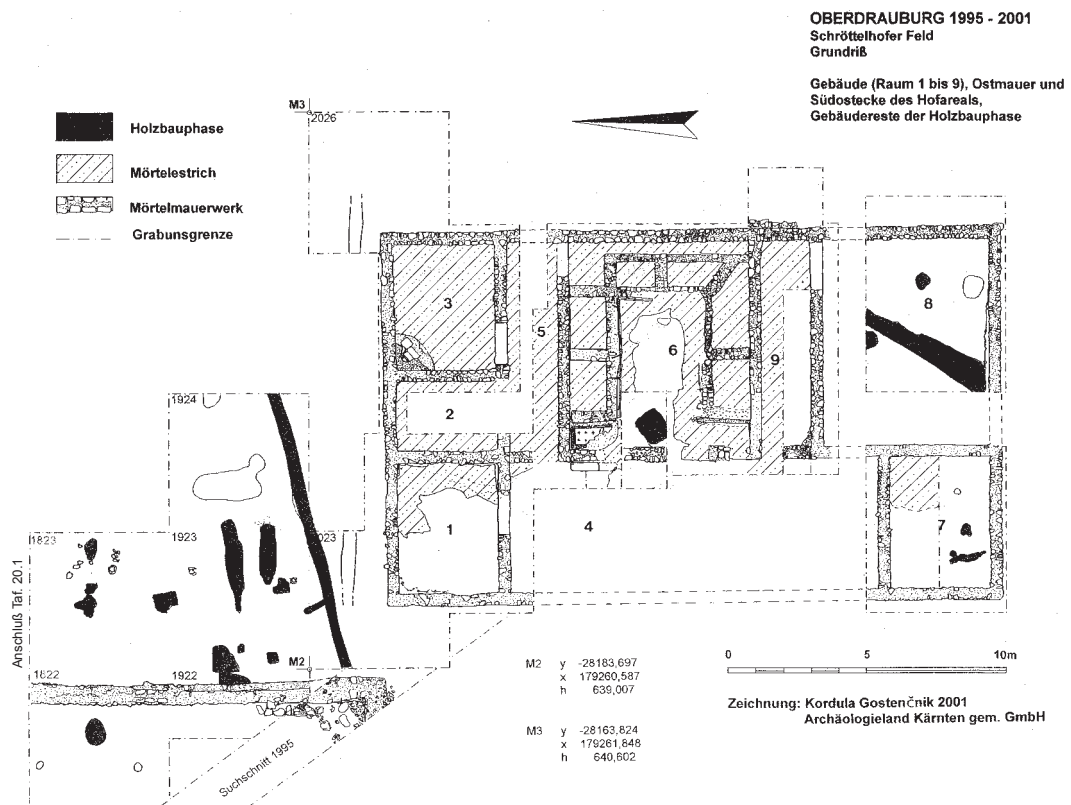 OBERDRAUBURG 1995 - 2001
Schröttelhofer Feld
Grundriß
Gebäude (Raum 1 bis 9), Ostmauer und
Südostecke des Hofareals,
Gebäudereste der Holzbauphase
M3
2026
Holzbauphase
Mörtelestrich
Mörtelmauerwerk
Grabunsgrenze
3
8
5
6
9
2
1924
1
4
7
1823
1923
2023
Anschluß Taf. 20.1
M2
1822
1922
Suchschnitt 1995
M2 y -28183,697
x 179260,587
h 639,007
M3 y -28163,824
x 179261,848
h 640,602
0 5 10m
Zeichnung: Kordula Gostenčnik 2001
Archäologieland Kärnten gem. GmbH